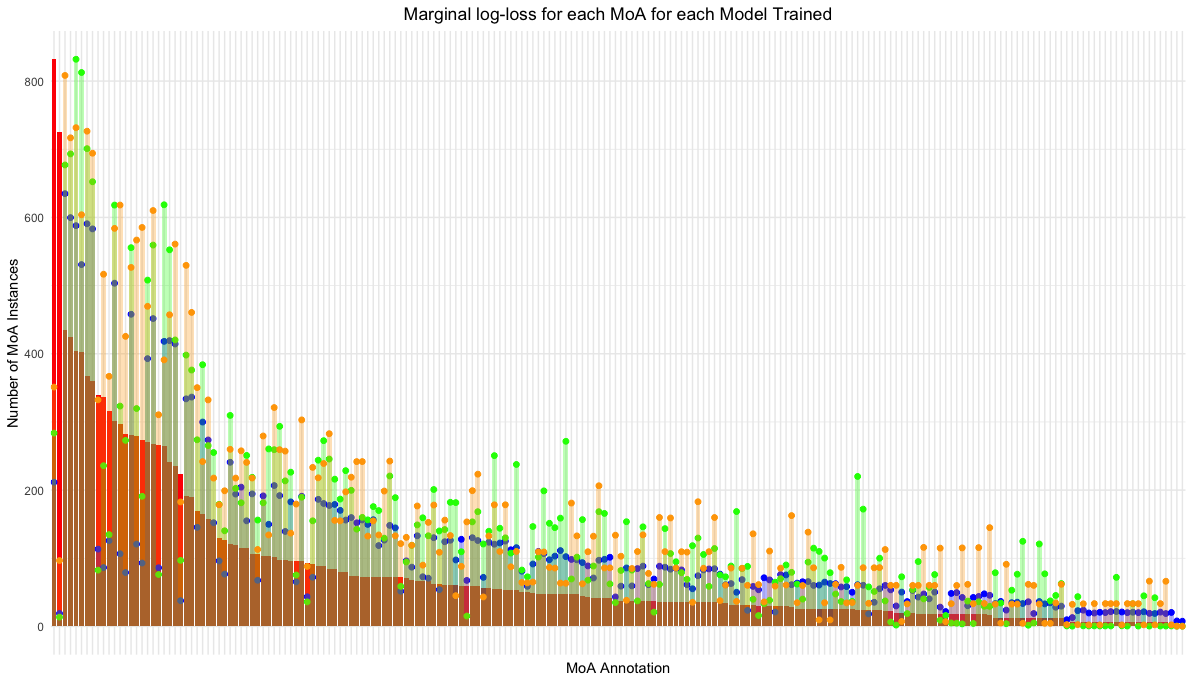 Marginal log-loss for each MoA for each Model Trained
Number of MoA Instances
800
600
400
200
0
MoA Annotation